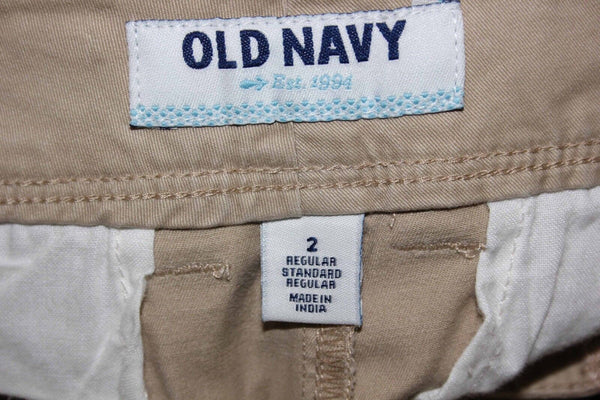 OLD NAVY
Est. 1994
2
REGULAR
STANDARD
REGULAR
MADE IN
INDIA